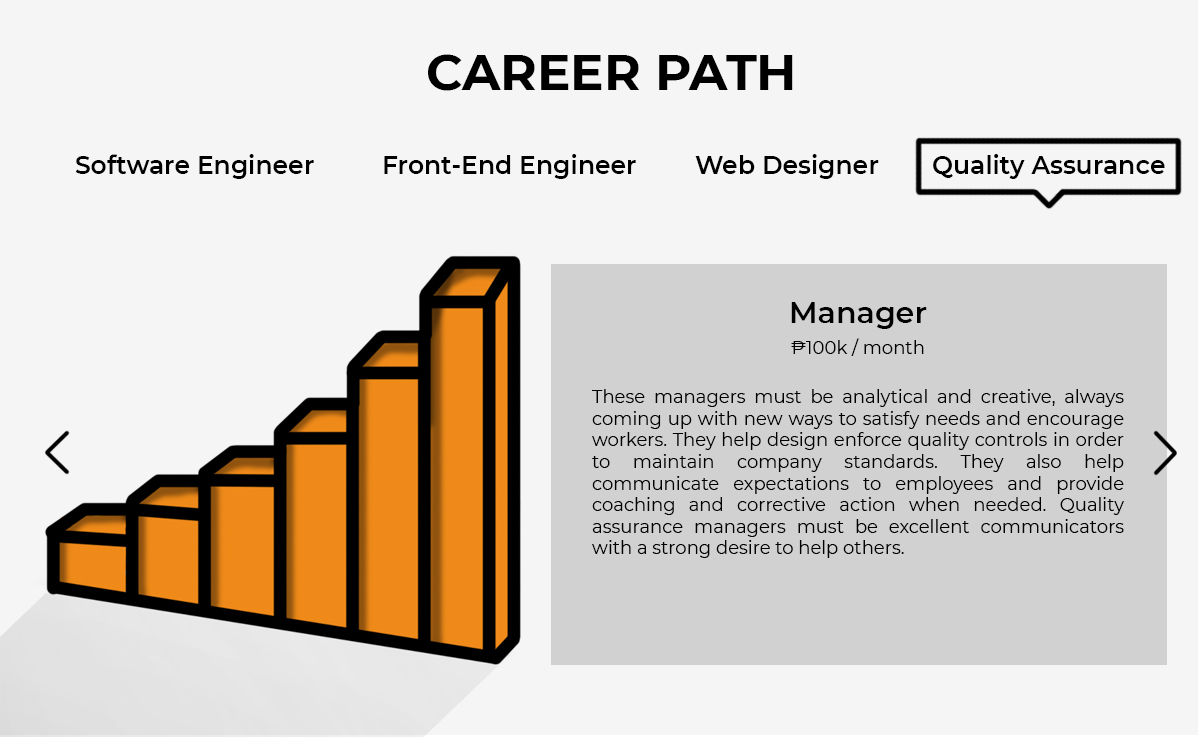 CAREER PATH
Software Engineer
Front-End Engineer
Web Designer
Quality Assurance
Manager
₱100k / month
These managers must be analytical and creative, always
coming up with new ways to satisfy needs and encourage
workers. They help design enforce quality controls in order
to maintain company standards. They also help
communicate expectations to employees and provide
coaching and corrective action when needed. Quality
assurance managers must be excellent communicators
with a strong desire to help others.